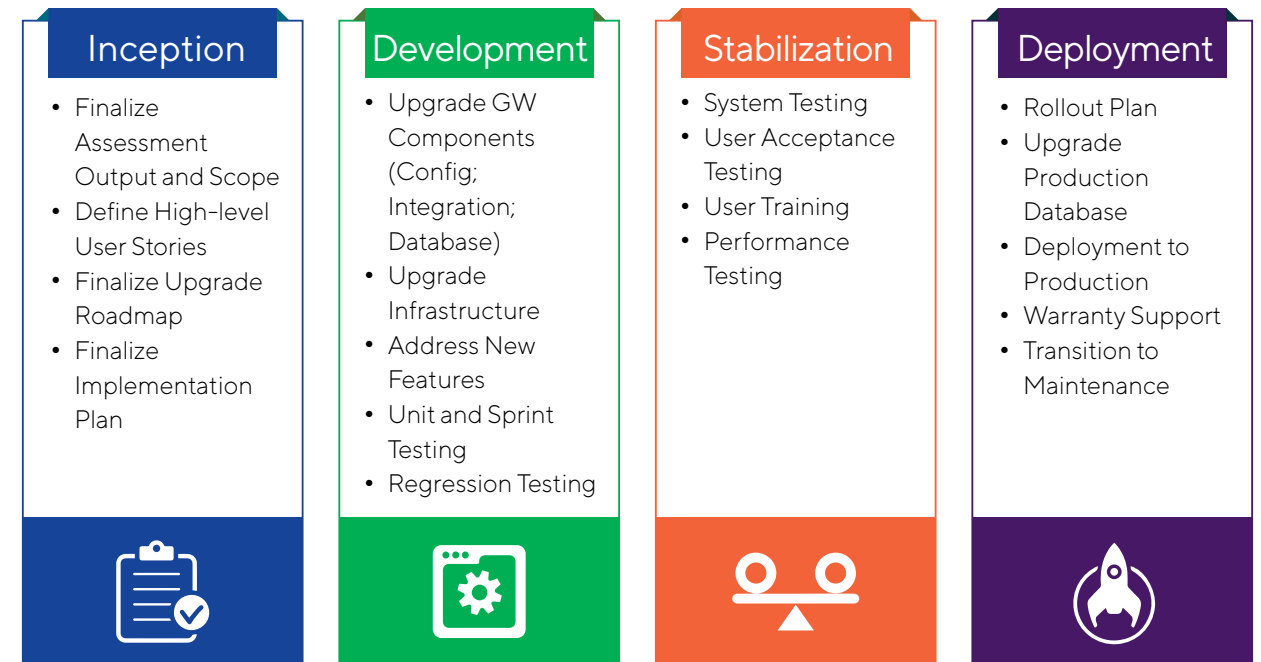 Inception
• Finalize
Assessment
Output and Scope
• Define High-level
User Stories
• Finalize Upgrade
Roadmap
• Finalize
Implementation
Plan
Development
• Upgrade GW
Components
(Config;
Integration;
Database)
• Upgrade
Infrastructure
• Address New
Features
• Unit and Sprint
Testing
• Regression Testing
Stabilization
• System Testing
• User Acceptance
Testing
• User Training
• Performance
Testing
Deployment
• Rollout Plan
• Upgrade
Production
Database
• Deployment to
Production
• Warranty Support
• Transition to
Maintenance